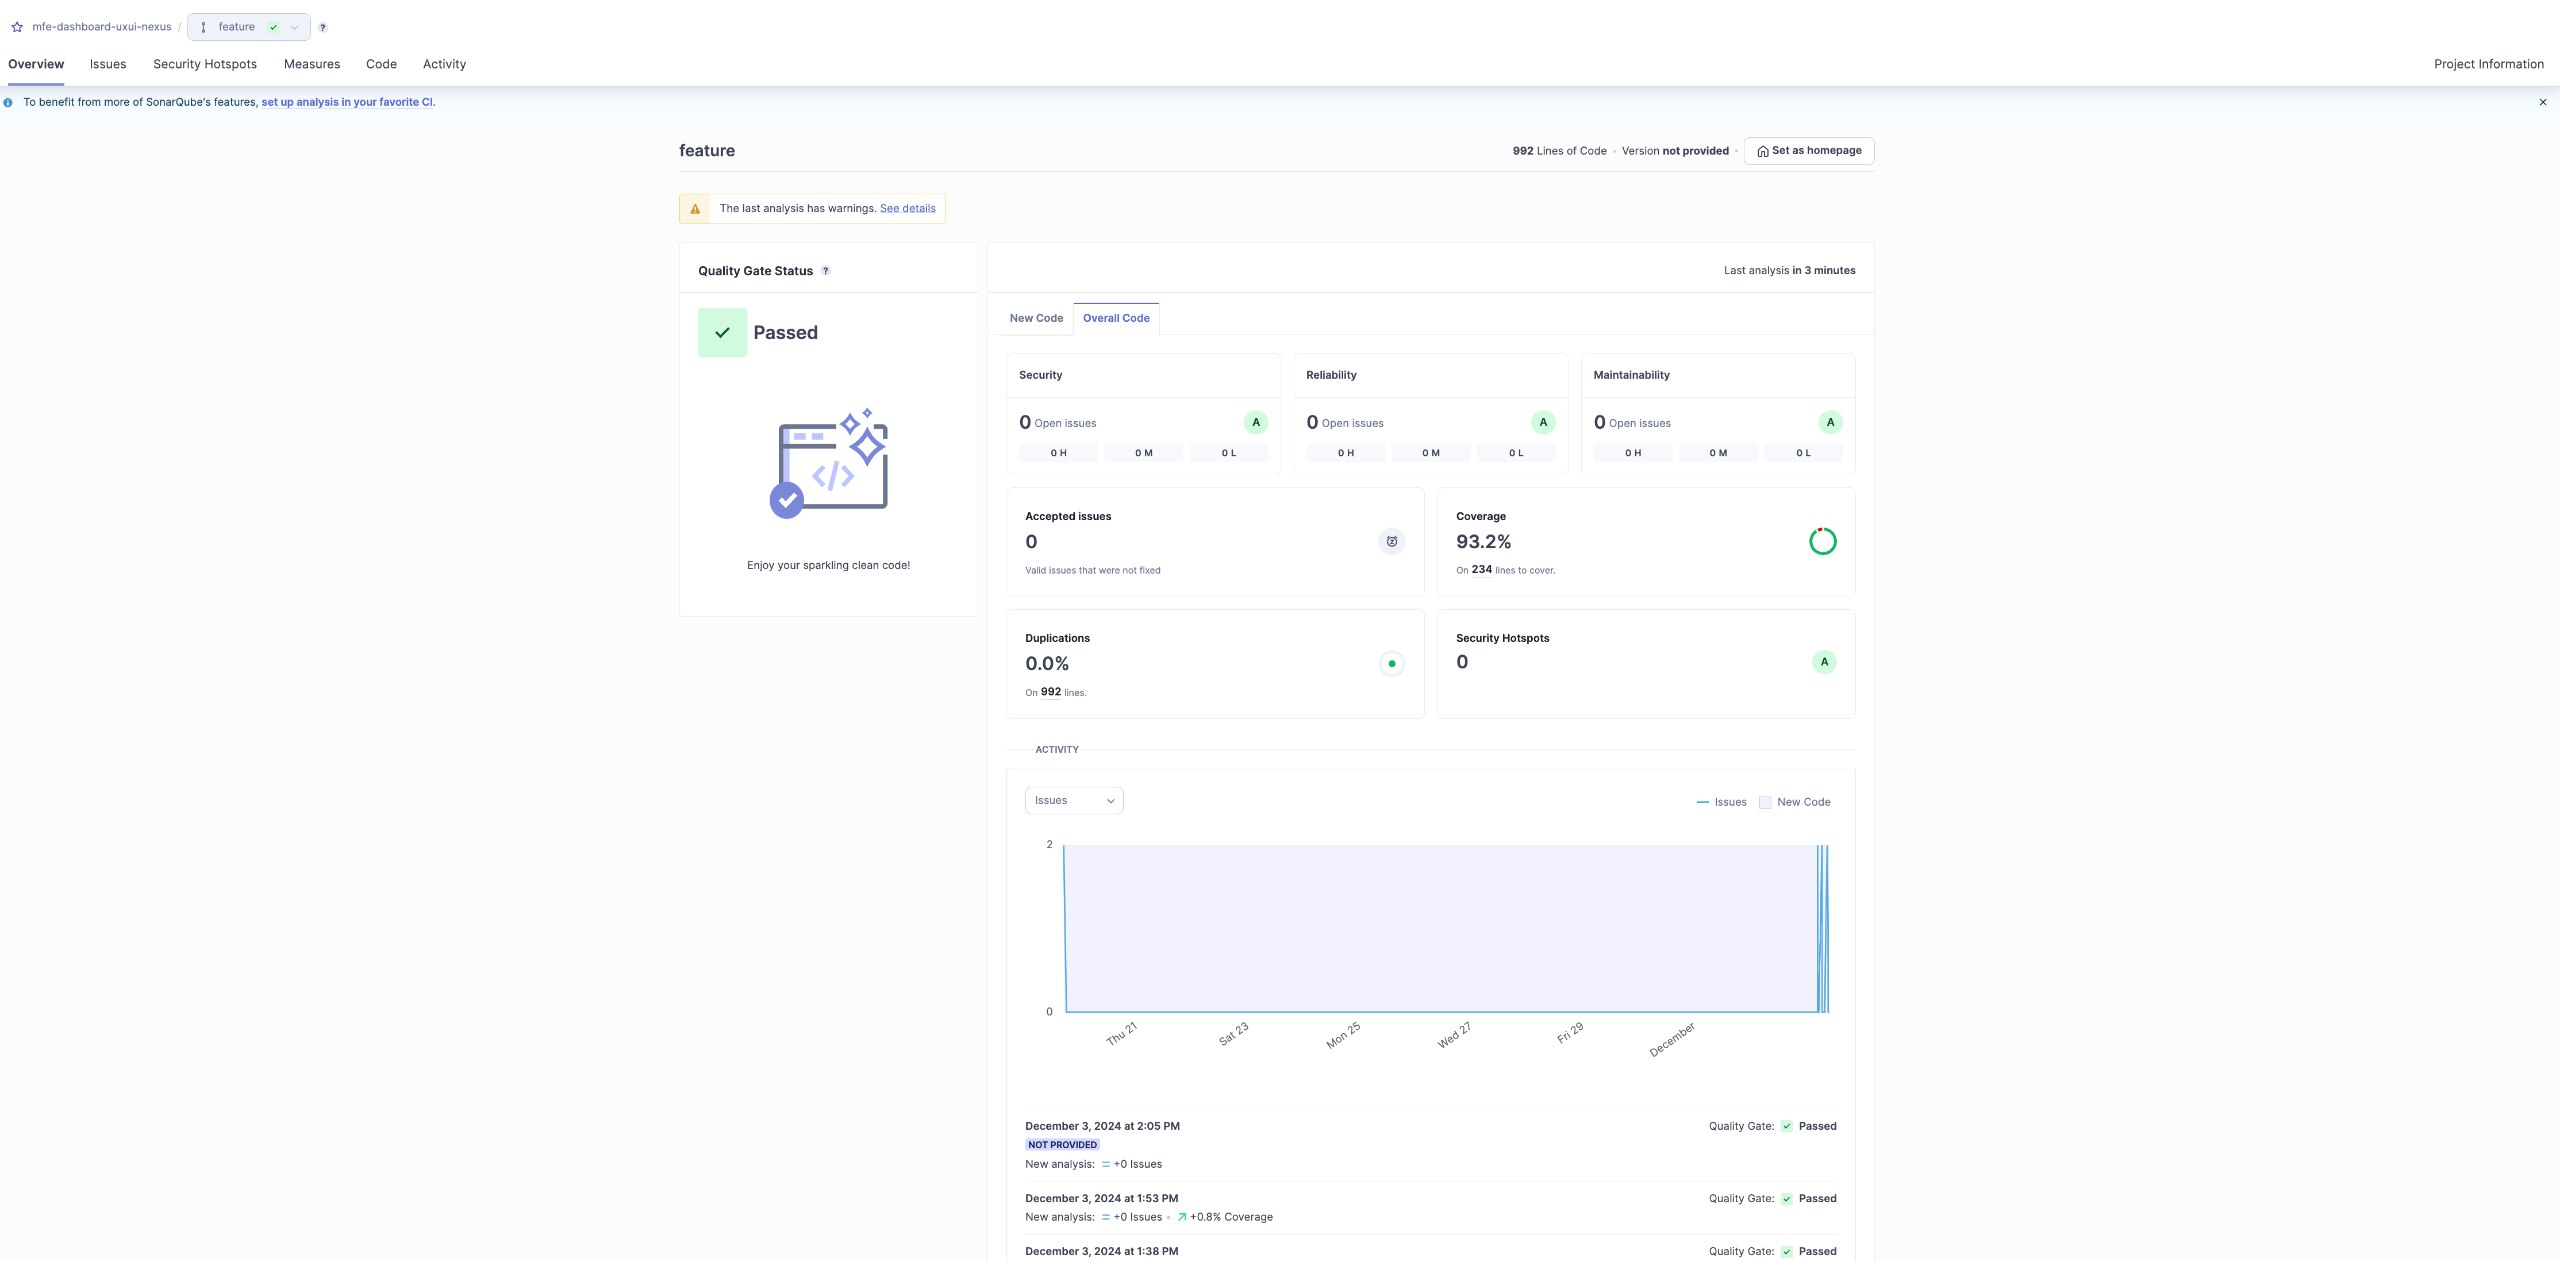 mfe-dashboard-uxui-nexus / feature ?
Overview Issues Security Hotspots Measures Code Activity Project Information
To benefit from more of SonarQube's features, set up analysis in your favorite CI.
feature 992 Lines of Code • Version not provided • Set as homepage
The last analysis has warnings. See details
Quality Gate Status ?
Passed
Enjoy your sparkling clean code!
Last analysis in 3 minutes
New Code Overall Code
Security
0 Open issues A
0 H 0 M 0 L
Reliability
0 Open issues A
0 H 0 M 0 L
Maintainability
0 Open issues A
0 H 0 M 0 L
Accepted issues
0
Valid issues that were not fixed
Coverage
93.2%
On 234 lines to cover.
Duplications
0.0%
On 992 lines.
Security Hotspots
0 A
ACTIVITY
Issues
Issues New Code
2
0
Thu 21 Sat 23 Mon 25 Wed 27 Fri 29 December
December 3, 2024 at 2:05 PM Quality Gate: Passed
NOT PROVIDED
New analysis: = +0 Issues
December 3, 2024 at 1:53 PM Quality Gate: Passed
New analysis: = +0 Issues • +0.8% Coverage
December 3, 2024 at 1:38 PM Quality Gate: Passed